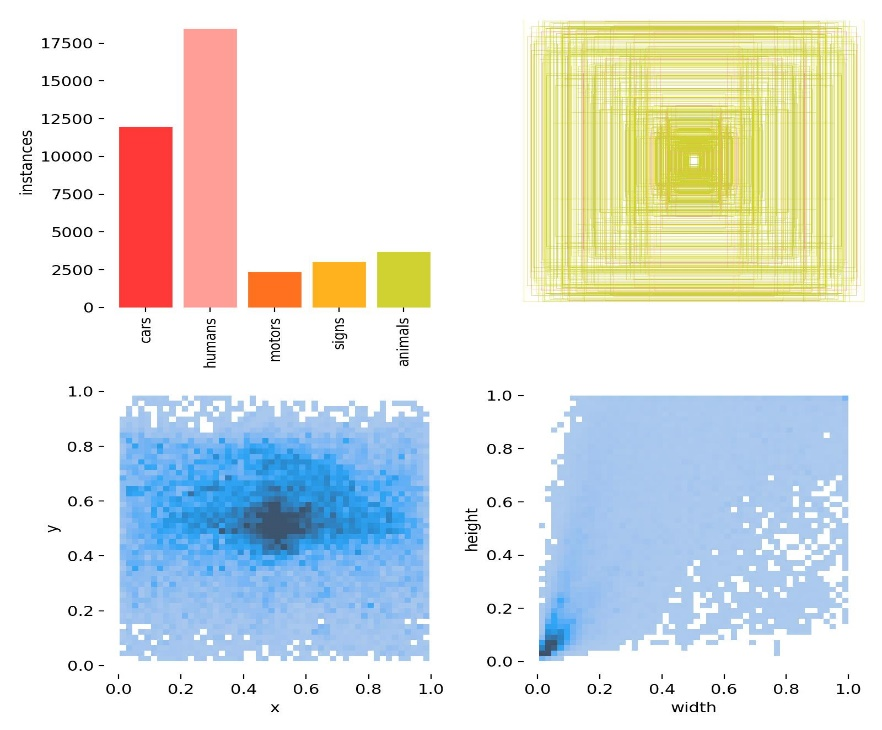 17500
15000
12500
10000
7500
5000
2500
0
instances
cars
humans
motors
signs
animals
1.0
0.8
0.6
0.4
0.2
0.0
y
0.0 0.2 0.4 0.6 0.8 1.0
x
1.0
0.8
0.6
0.4
0.2
0.0
height
0.0 0.2 0.4 0.6 0.8 1.0
width